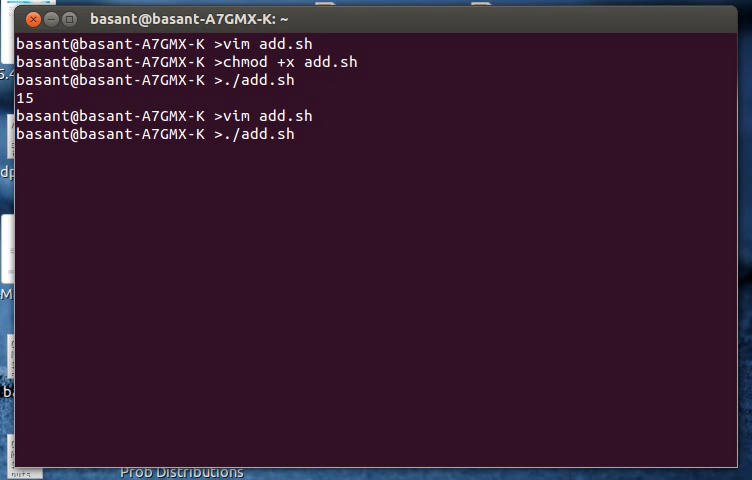 basant@basant-A7GMX-K: ~
basant@basant-A7GMX-K >vim add.sh
basant@basant-A7GMX-K >chmod +x add.sh
basant@basant-A7GMX-K >./add.sh
15
basant@basant-A7GMX-K >vim add.sh
basant@basant-A7GMX-K >./add.sh
Prob Distributions